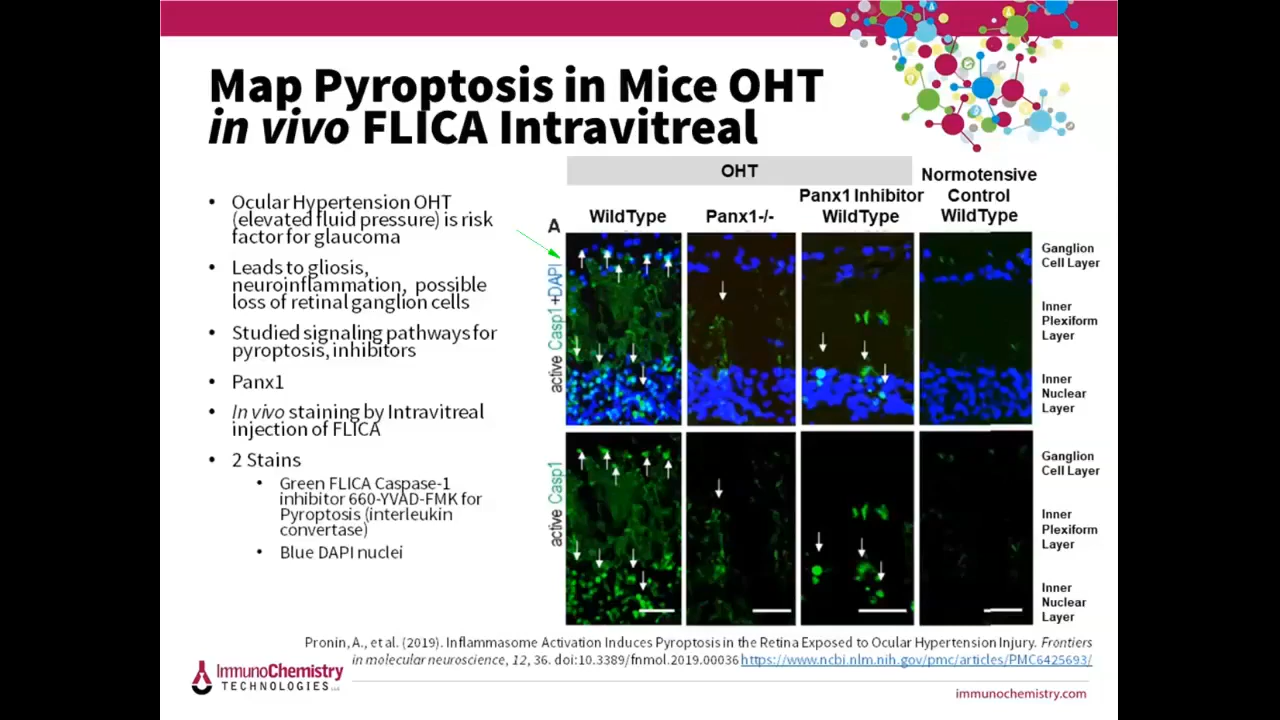 Map Pyroptosis in Mice OHT
in vivo FLICA Intravitreal
• Ocular Hypertension OHT
(elevated fluid pressure) is risk
factor for glaucoma
• Leads to gliosis,
neuroinflammation, possible
loss of retinal ganglion cells
• Studied signaling pathways for
pyroptosis, inhibitors
• Panx1
• In vivo staining by Intravitreal
injection of FLICA
• 2 Stains
• Green FLICA Caspase-1
inhibitor 660-YVAD-FMK for
Pyroptosis (interleukin
convertase)
• Blue DAPI nuclei
OHT
WildType
Panx1-/-
Panx1 Inhibitor
WildType
Normotensive
Control
WildType
A
active Casp1+DAPI
Ganglion
Cell Layer
Inner
Plexiform
Layer
Inner
Nuclear
Layer
active Casp1
Ganglion
Cell Layer
Inner
Plexiform
Layer
Inner
Nuclear
Layer
Pronin, A., et al. (2019). Inflammasome Activation Induces Pyroptosis in the Retina Exposed to Ocular Hypertension Injury. Frontiers
in molecular neuroscience, 12, 36. doi:10.3389/fnmol.2019.00036 https://www.ncbi.nlm.nih.gov/pmc/articles/PMC6425693/
ImmunoChemistry
TECHNOLOGIES
immunochemistry.com